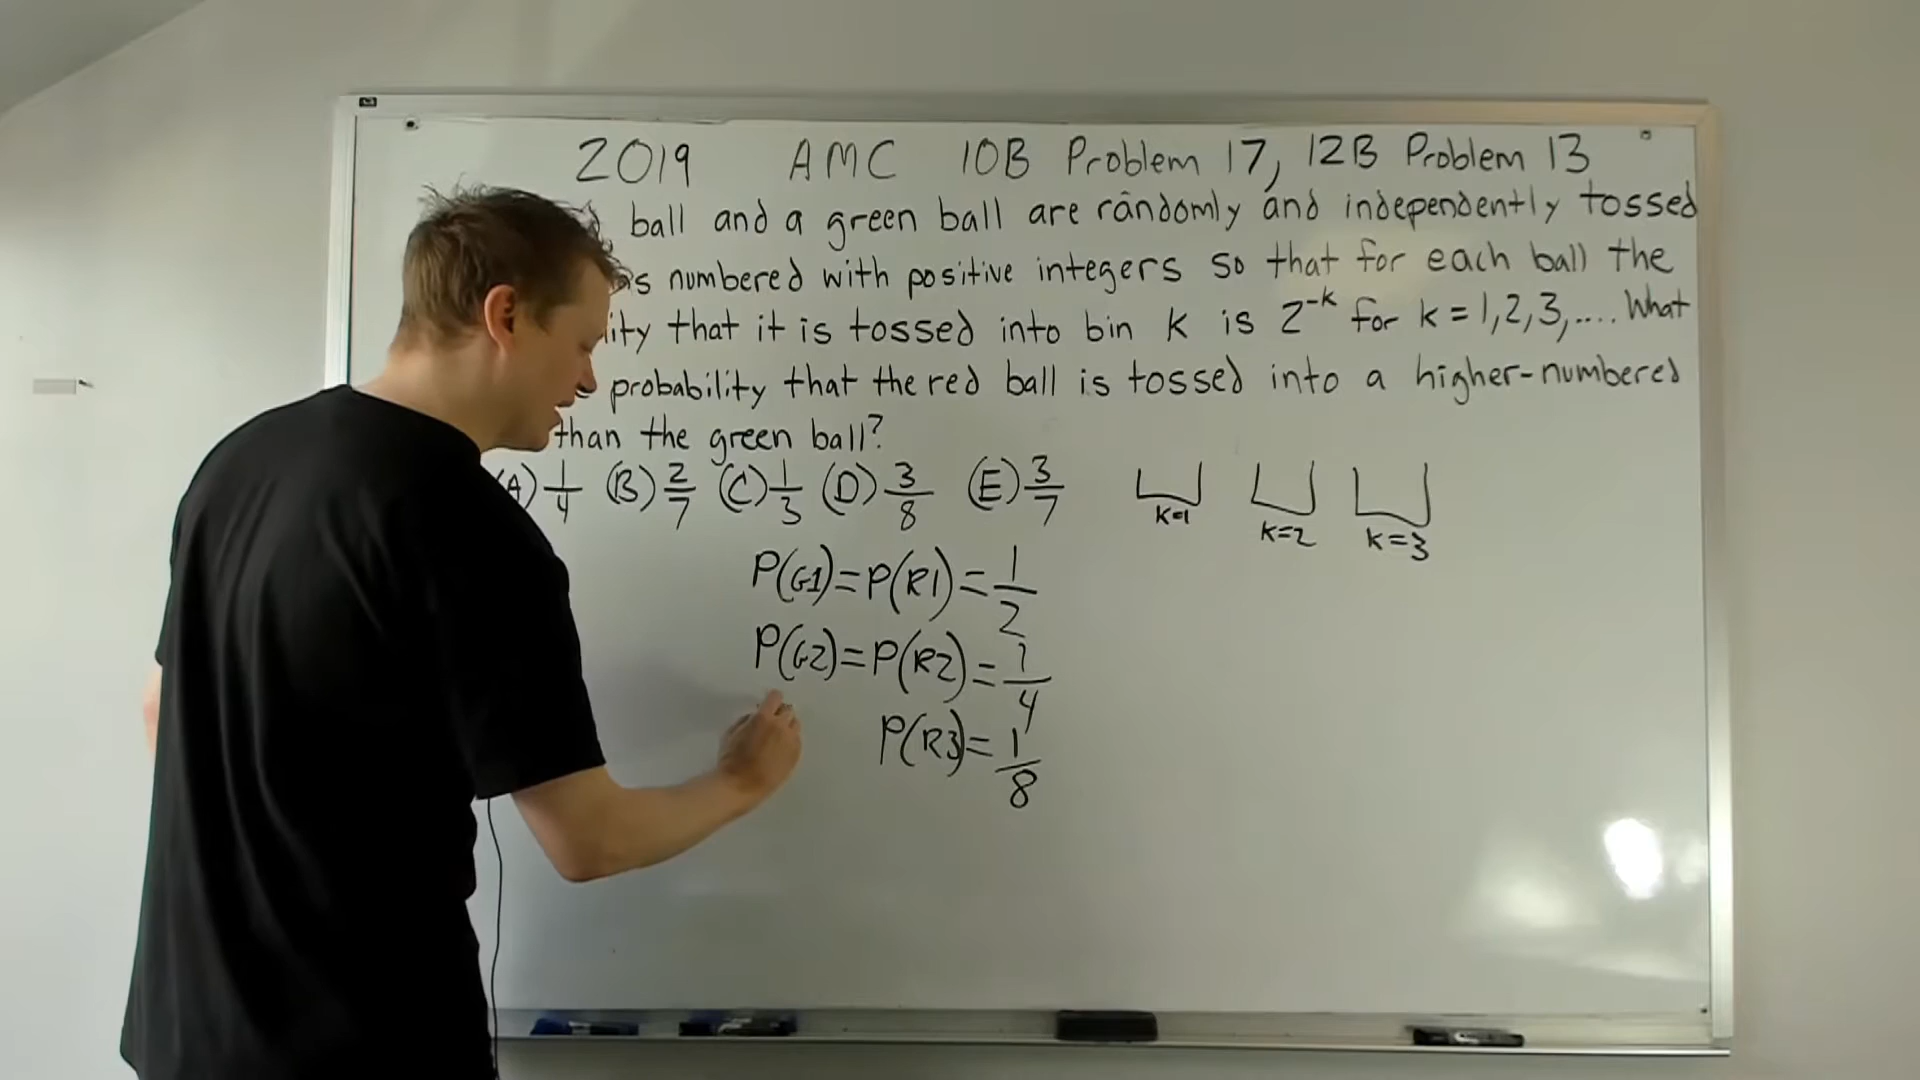 2019 AMC 10B Problem 17, 12B Problem 13
ball and a green ball are randomly and independently tossed
numbered with positive integers so that for each ball the
that it is tossed into bin K is 2^-k for k=1,2,3,.... What
probability that the red ball is tossed into a higher-numbered
than the green ball?
(A) 1/4 (B) 2/7 (C) 1/3 (D) 3/8 (E) 3/7
k=1 k=2 k=3
P(G1)=P(R1)=1/2
P(G2)=P(R2)=1/4
P(R3)=1/8